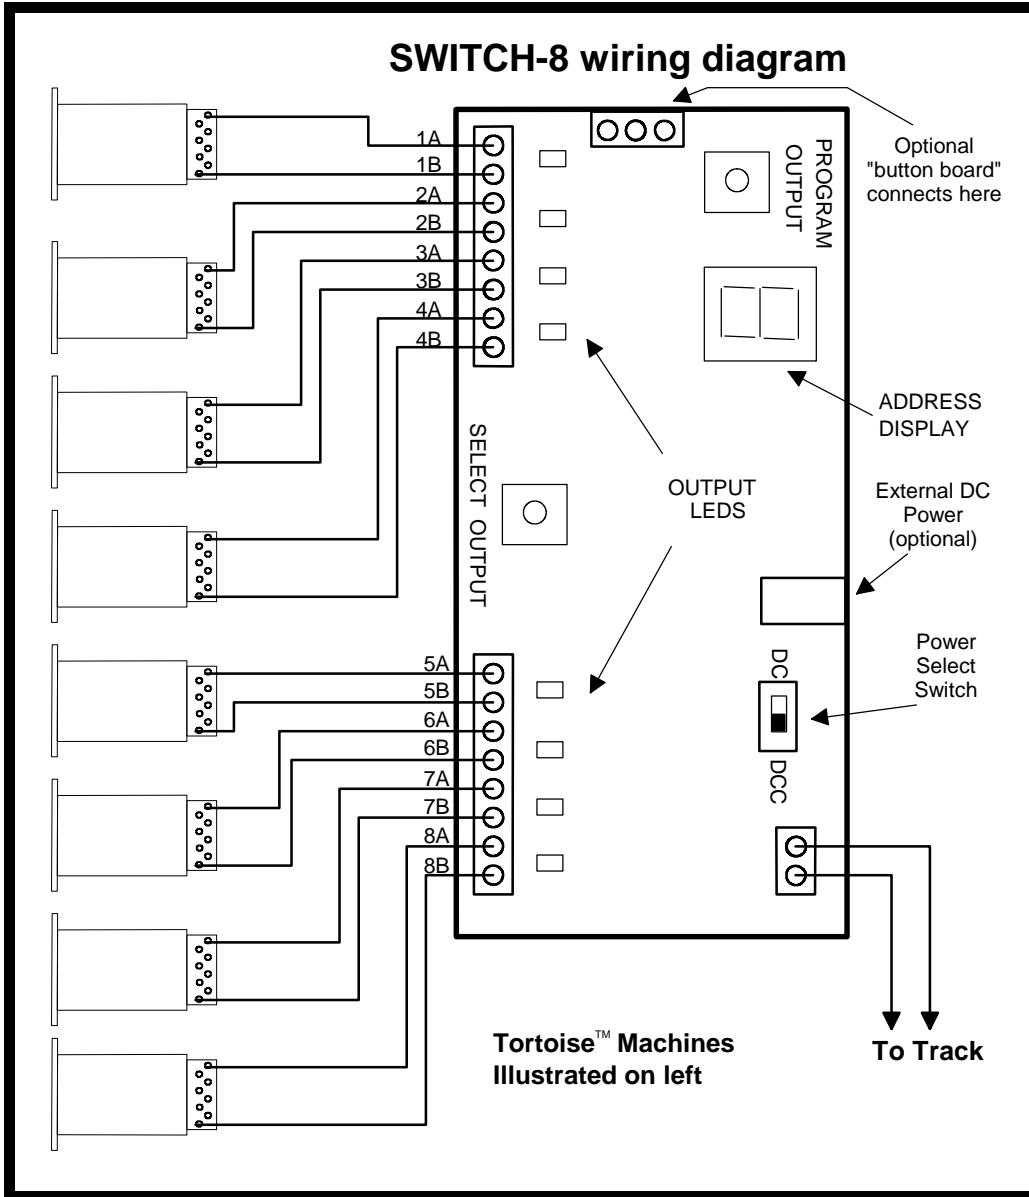 SWITCH-8 wiring diagram
Optional
"button board"
connects here
PROGRAM
OUTPUT
1A
1B
2A
2B
3A
3B
4A
4B
ADDRESS
DISPLAY
SELECT OUTPUT
OUTPUT
LEDS
External DC
Power
(optional)
Power
Select
Switch
DC
DCC
5A
5B
6A
6B
7A
7B
8A
8B
Tortoise™ Machines
Illustrated on left
To Track